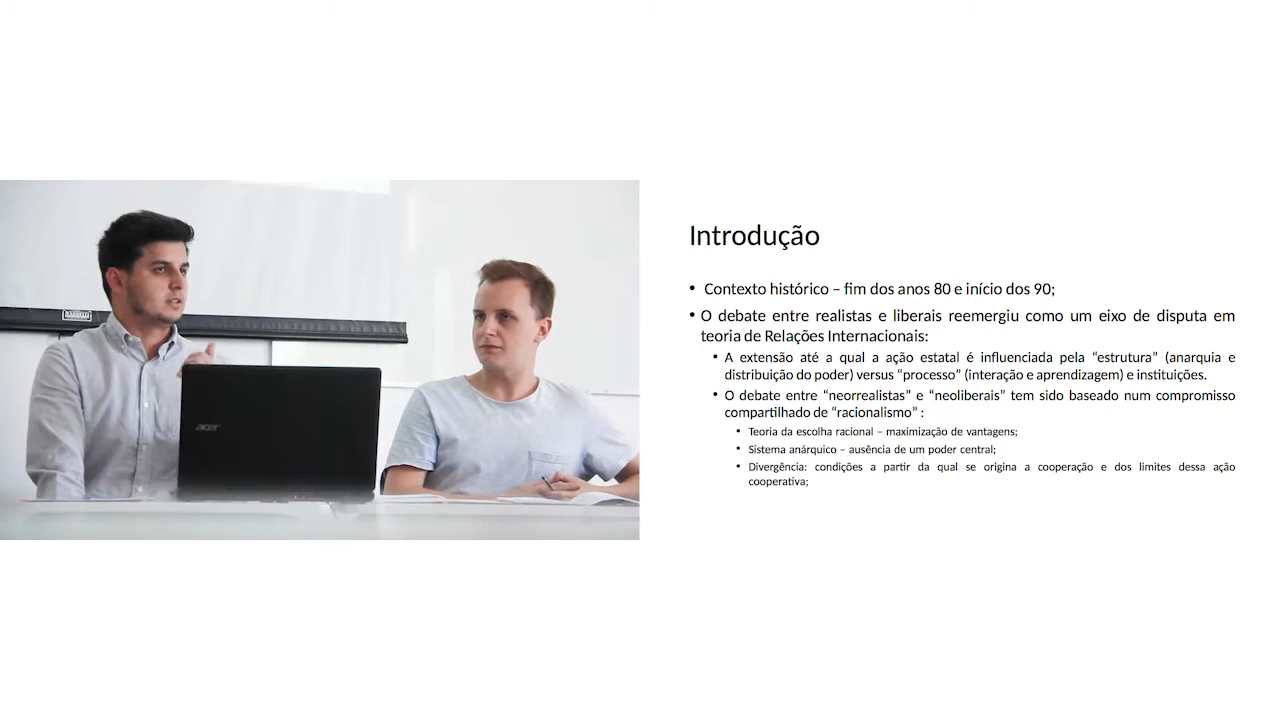 Introdução
• Contexto histórico – fim dos anos 80 e início dos 90;
• O debate entre realistas e liberais reemergiu como um eixo de disputa em
teoria de Relações Internacionais:
• A extensão até a qual a ação estatal é influenciada pela “estrutura” (anarquia e
distribuição do poder) versus “processo” (interação e aprendizagem) e instituições.
• O debate entre “neorrealistas” e “neoliberais” tem sido baseado num compromisso
compartilhado de “racionalismo” :
• Teoria da escolha racional – maximização de vantagens;
• Sistema anárquico – ausência de um poder central;
• Divergência: condições a partir da qual se origina a cooperação e dos limites dessa ação
cooperativa;
acer